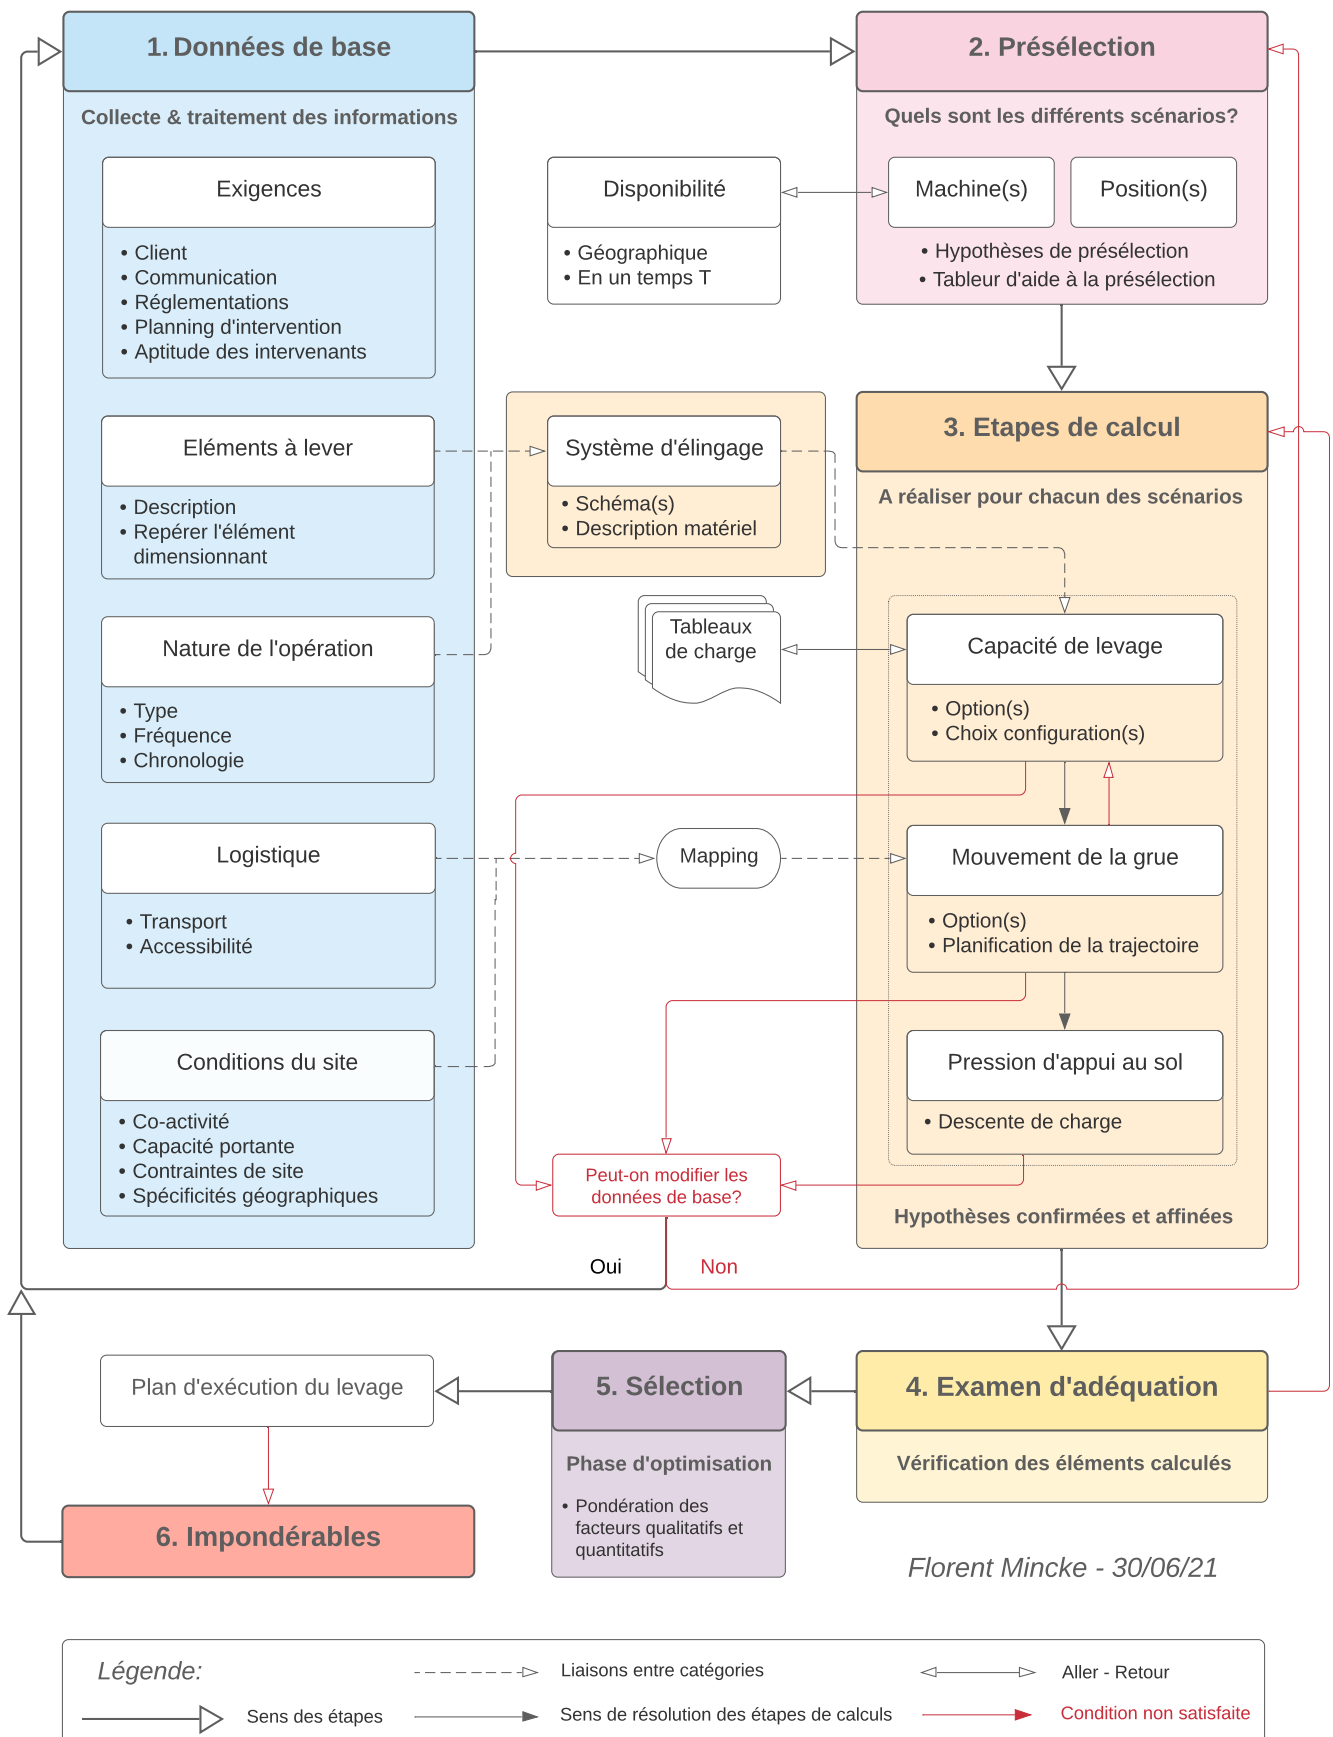 1. Données de base
Collecte & traitement des informations
Exigences
• Client
• Communication
• Réglementations
• Planning d'intervention
• Aptitude des intervenants
Eléments à lever
• Description
• Repérer l'élément
dimensionnant
Nature de l'opération
• Type
• Fréquence
• Chronologie
Logistique
• Transport
• Accessibilité
Conditions du site
• Co-activité
• Capacité portante
• Contraintes de site
• Spécificités géographiques
2. Présélection
Quels sont les différents scénarios?
Machine(s)
Position(s)
• Hypothèses de présélection
• Tableur d'aide à la présélection
Disponibilité
• Géographique
• En un temps T
Système d'élingage
• Schéma(s)
• Description matériel
Tableaux
de charge
Mapping
3. Etapes de calcul
A réaliser pour chacun des scénarios
Capacité de levage
• Option(s)
• Choix configuration(s)
Mouvement de la grue
• Option(s)
• Planification de la trajectoire
Pression d'appui au sol
• Descente de charge
Hypothèses confirmées et affinées
Peut-on modifier les
données de base?
Oui
Non
4. Examen d'adéquation
Vérification des éléments calculés
5. Sélection
Phase d'optimisation
• Pondération des
facteurs qualitatifs et
quantitatifs
Plan d'exécution du levage
6. Impondérables
Florent Mincke - 30/06/21
Légende:
Liaisons entre catégories
Aller - Retour
Sens des étapes
Sens de résolution des étapes de calculs
Condition non satisfaite